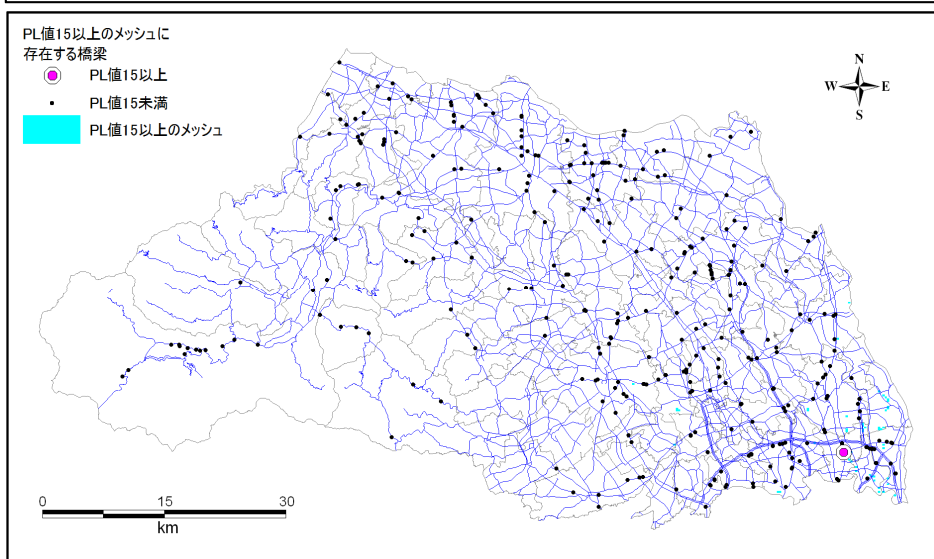 PL値15以上のメッシュに
存在する橋梁
PL値15以上
PL値15未満
PL値15以上のメッシュ
N
W E
S
0 15 30
km